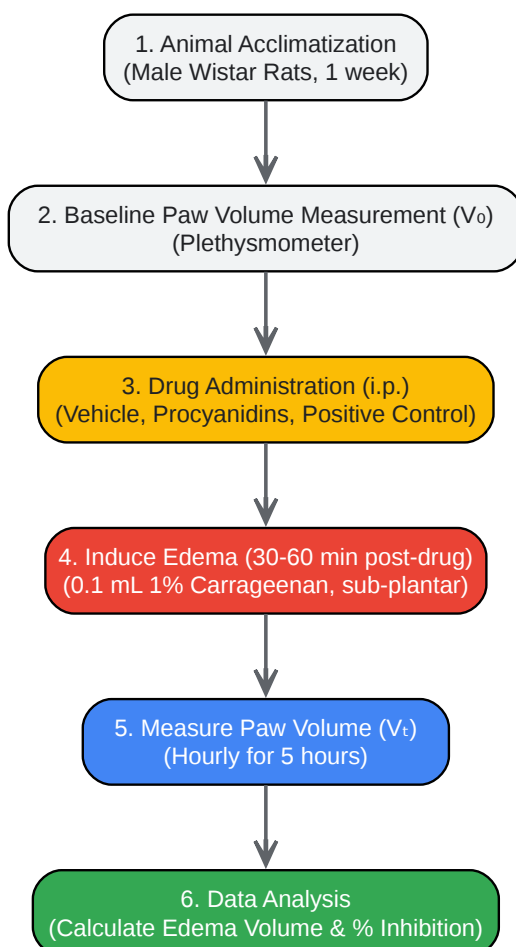 1. Animal Acclimatization
(Male Wistar Rats, 1 week)
2. Baseline Paw Volume Measurement (V₀)
(Plethysmometer)
3. Drug Administration (i.p.)
(Vehicle, Procyanidins, Positive Control)
4. Induce Edema (30-60 min post-drug)
(0.1 mL 1% Carrageenan, sub-plantar)
5. Measure Paw Volume (Vₜ)
(Hourly for 5 hours)
6. Data Analysis
(Calculate Edema Volume & % Inhibition)